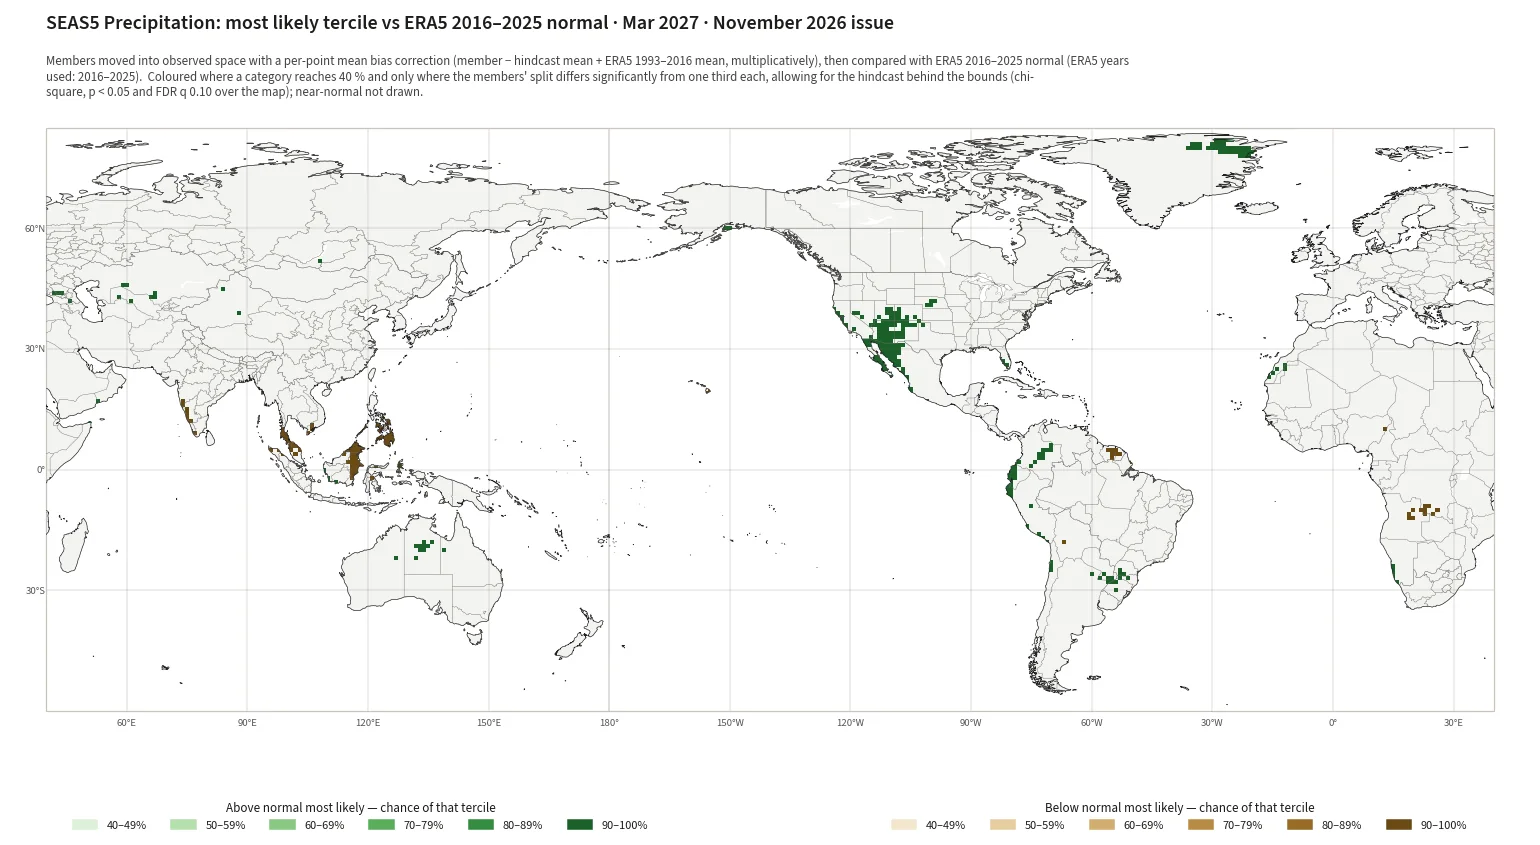 SEAS5 Precipitation: most likely tercile vs ERA5 2016–2025 normal · Mar 2027 · November 2026 issue
Members moved into observed space with a per-point mean bias correction (member − hindcast mean + ERA5 1993–2016 mean, multiplicatively), then compared with ERA5 2016–2025 normal (ERA5 years
used: 2016–2025).  Coloured where a category reaches 40 % and only where the members' split differs significantly from one third each, allowing for the hindcast behind the bounds (chi-
square, p < 0.05 and FDR q 0.10 over the map); near-normal not drawn.
60°N
30°N
0°
30°S
60°E 90°E 120°E 150°E 180° 150°W 120°W 90°W 60°W 30°W 0° 30°E
Above normal most likely — chance of that tercile
40–49% 50–59% 60–69% 70–79% 80–89% 90–100%
Below normal most likely — chance of that tercile
40–49% 50–59% 60–69% 70–79% 80–89% 90–100%